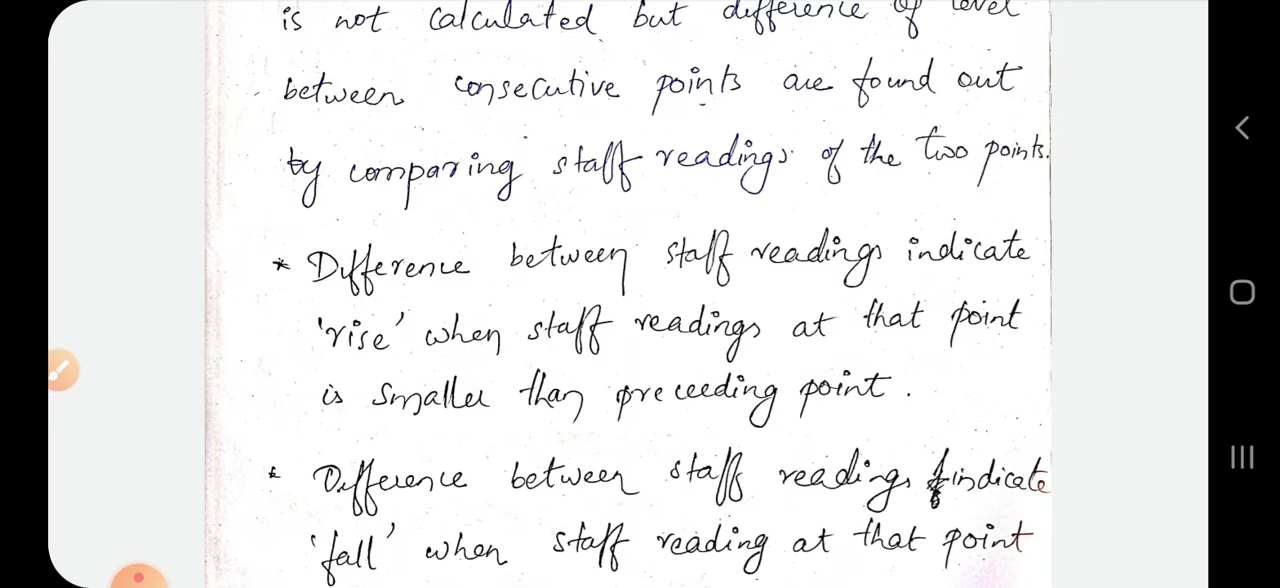 is not calculated but difference of level
between consecutive points are found out
by comparing staff readings of the two points.
* Difference between staff readings indicate
'rise' when staff readings at that point
is smaller than preceeding point.
* Difference between staff readings indicate
'fall' when staff reading at that point